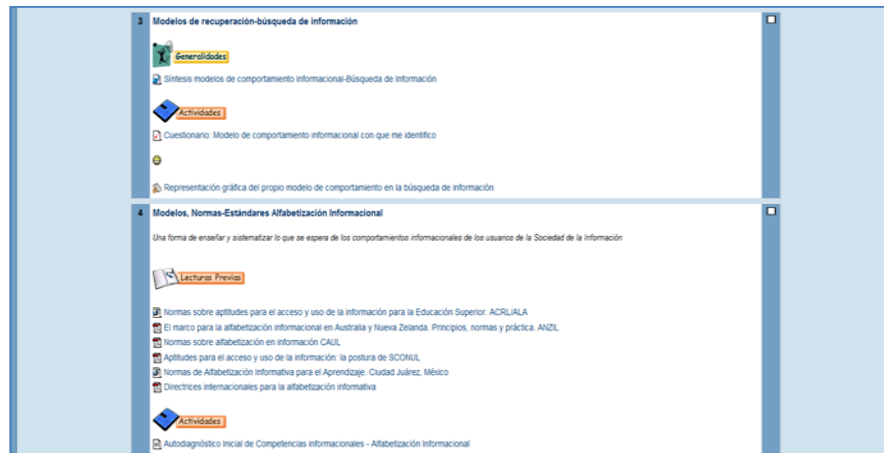 3 Modelos de recuperación-búsqueda de información
Generalidades
Síntesis modelos de comportamiento informacional-Búsqueda de Información
Actividades
Cuestionario: Modelo de comportamiento informacional con que me identifico
Representación gráfica del propio modelo de comportamiento en la búsqueda de información
4 Modelos, Normas-Estándares Alfabetización Informacional
Una forma de enseñar y sistematizar lo que se espera de los comportamientos informacionales de los usuarios de la Sociedad de la Información
Lecturas Previas
Normas sobre aptitudes para el acceso y uso de la información para la Educación Superior. ACRL/ALA
El marco para la alfabetización informacional en Australia y Nueva Zelanda. Principios, normas y práctica. ANZIL
Normas sobre alfabetización en información CAUL
Aptitudes para el acceso y uso de la información: la postura de SCONUL
Normas de Alfabetización Informativa para el Aprendizaje. Ciudad Juárez, México
Directrices internacionales para la alfabetización informativa
Actividades
Autodiagnóstico Inicial de Competencias informacionales - Alfabetización Informacional